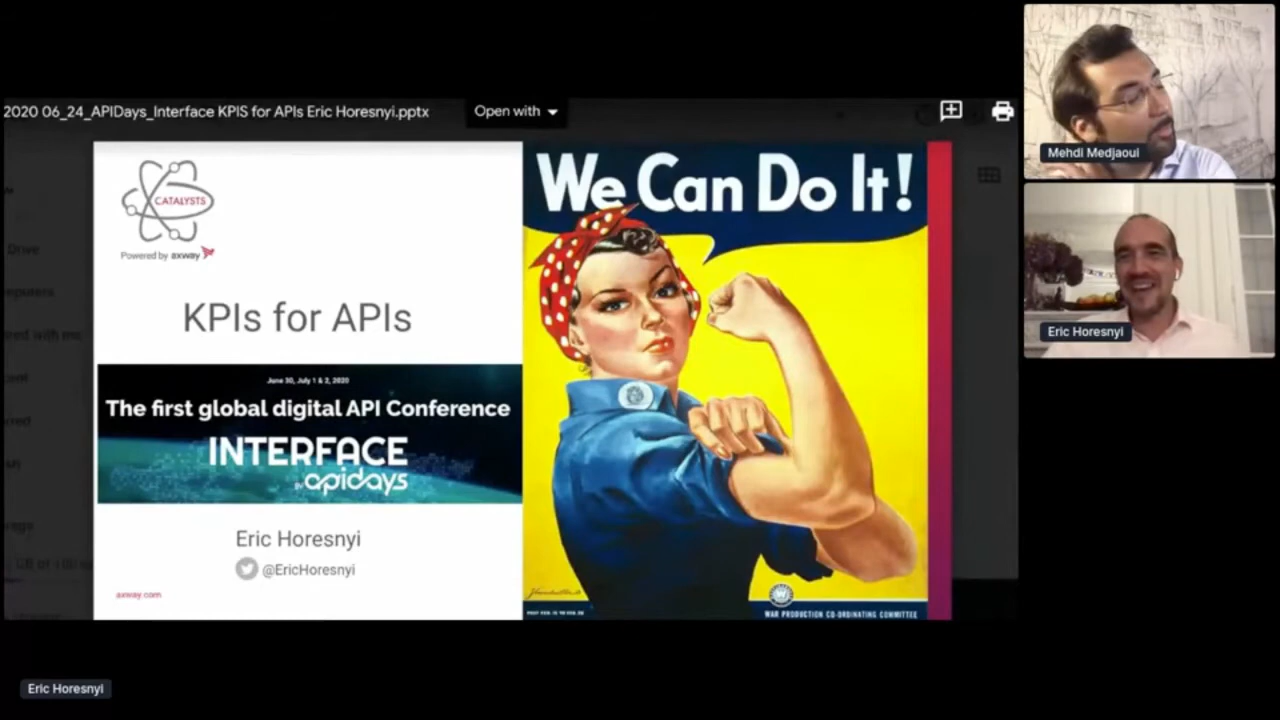 2020 06_24_APIDays_Interface KPIS for APIs Eric Horesnyi.pptx
Open with
CATALYSTS
Powered by axway
KPIs for APIs
June 30, July 1 & 2, 2020
The first global digital API Conference
INTERFACE
BY apidays
Eric Horesnyi
@EricHoresnyi
axway.com
We Can Do It!
WAR PRODUCTION CO-ORDINATING COMMITTEE
Mehdi Medjaoui
Eric Horesnyi
Drive
Eric Horesnyi